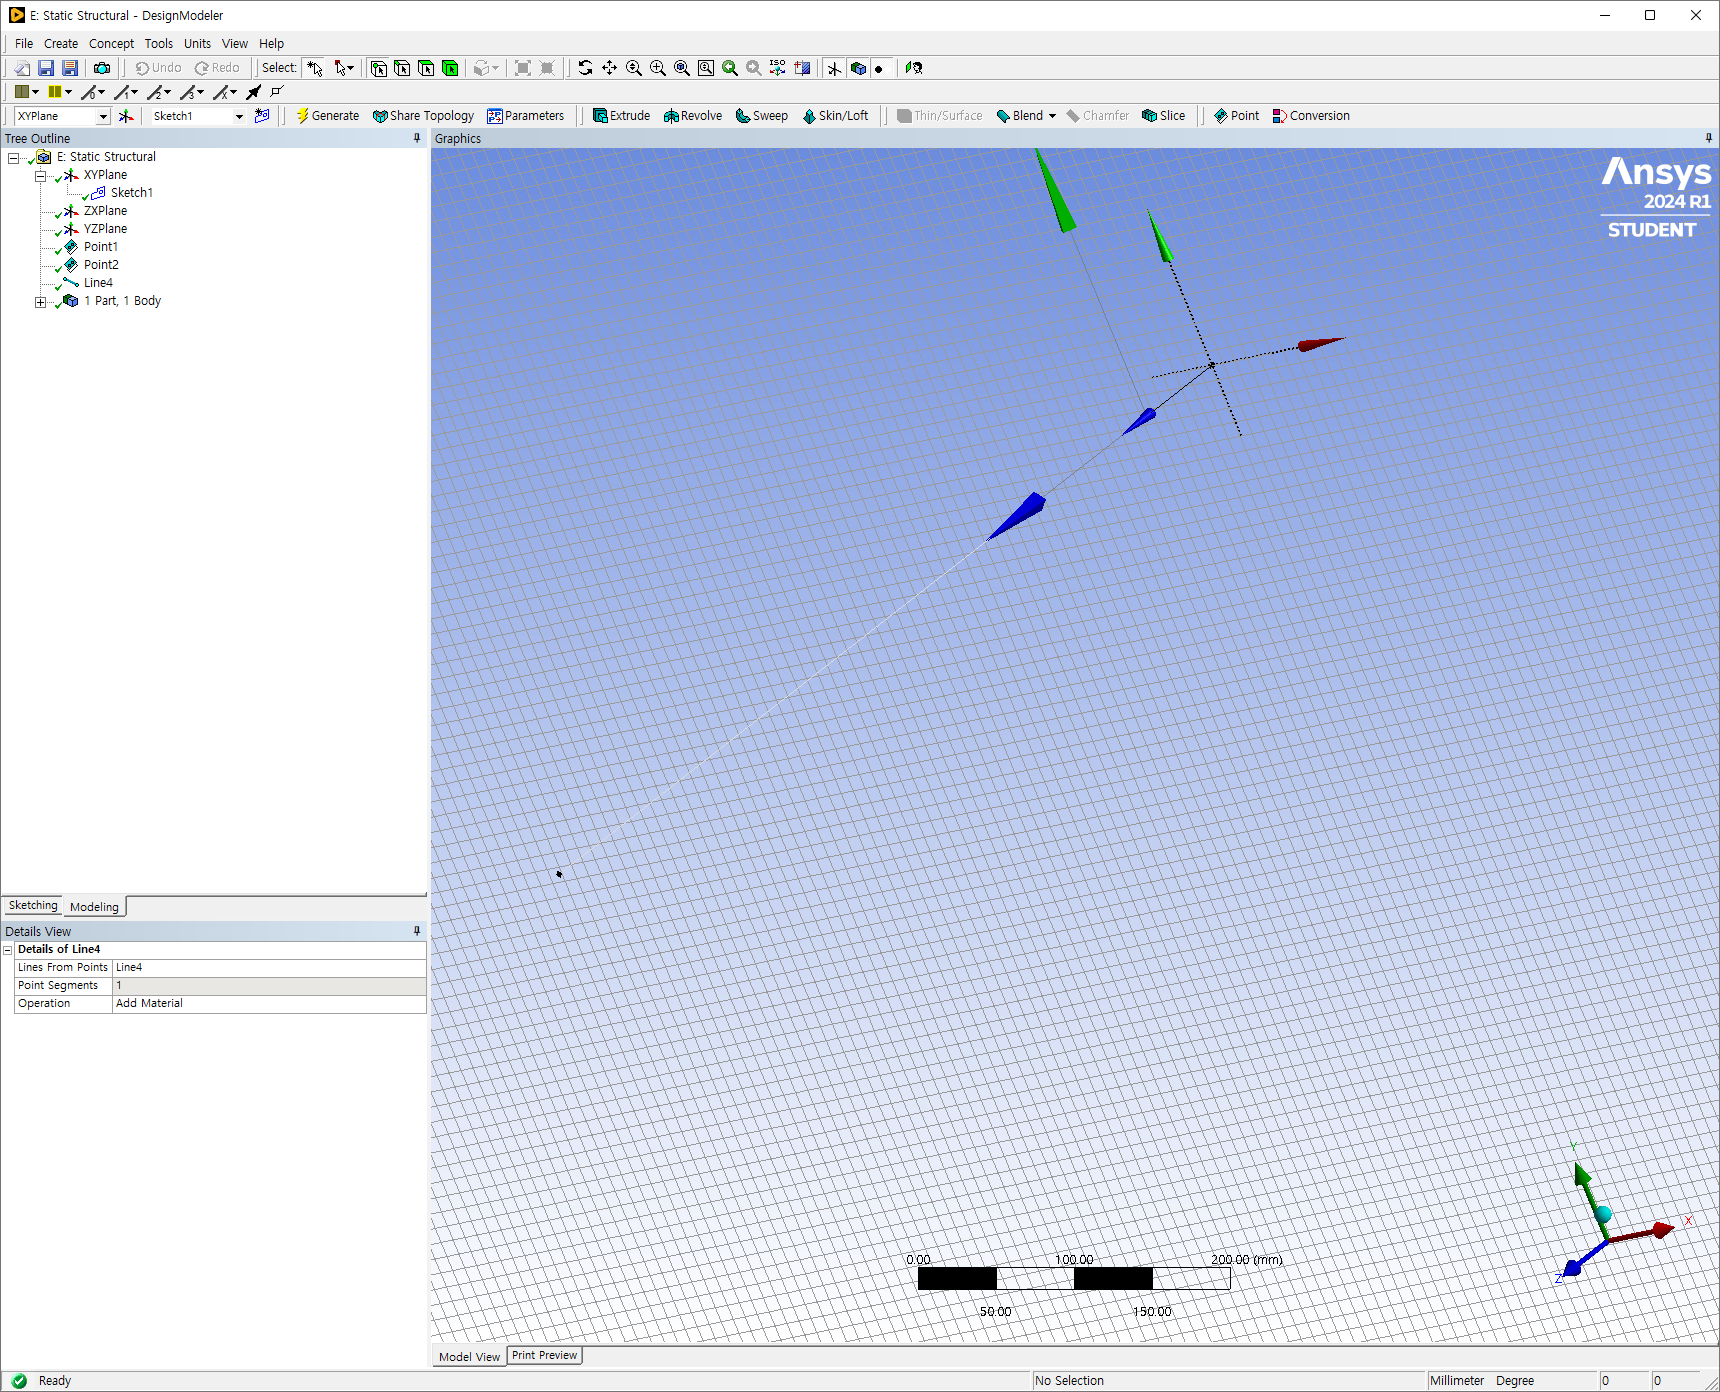 E: Static Structural - DesignModeler
File Create Concept Tools Units View Help
Undo Redo Select: ISO
XYPlane Sketch1 Generate Share Topology Parameters Extrude Revolve Sweep Skin/Loft Thin/Surface Blend Chamfer Slice Point Conversion
Tree Outline
E: Static Structural
XYPlane
Sketch1
ZXPlane
YZPlane
Point1
Point2
Line4
1 Part, 1 Body
Sketching Modeling
Details View
Details of Line4
Lines From Points Line4
Point Segments 1
Operation Add Material
Graphics
Ansys
2024 R1
STUDENT
Y
X
Z
0.00 100.00 200.00 (mm)
50.00 150.00
Model View Print Preview
Ready No Selection Millimeter Degree 0 0